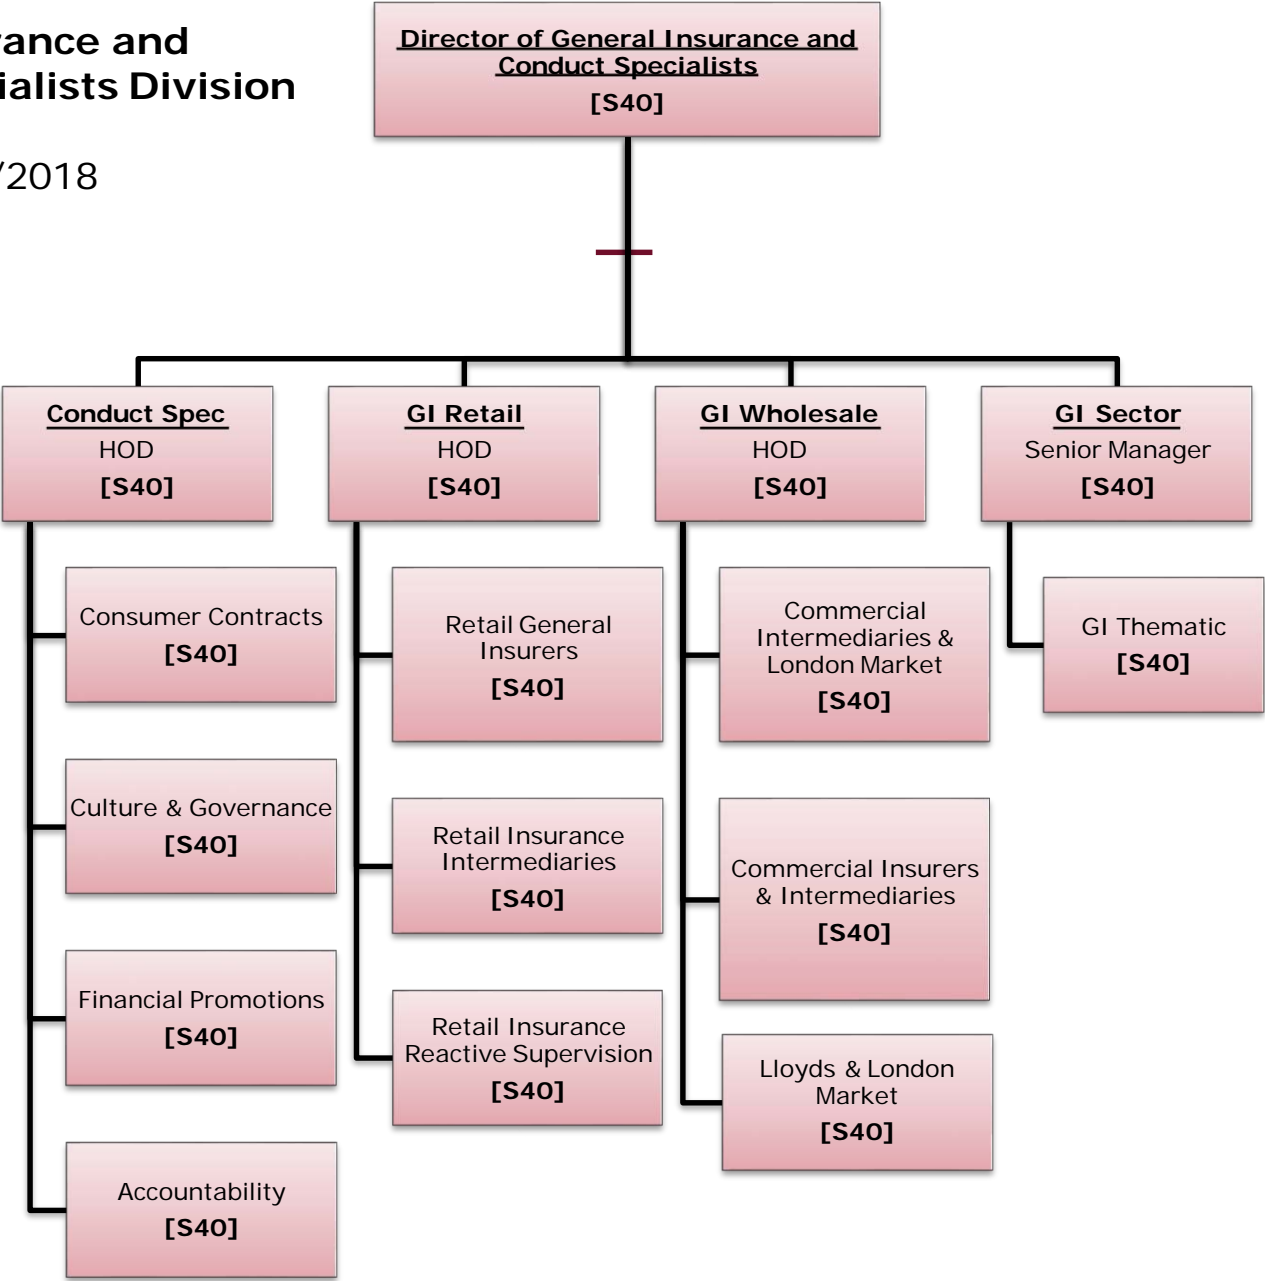 Director of General Insurance and
Conduct Specialists
[S40]
ialists Division
/2018
Conduct Spec
HOD
[S40]
GI Retail
HOD
[S40]
GI Wholesale
HOD
[S40]
GI Sector
Senior Manager
[S40]
Consumer Contracts
[S40]
Culture & Governance
[S40]
Financial Promotions
[S40]
Accountability
[S40]
Retail General
Insurers
[S40]
Retail Insurance
Intermediaries
[S40]
Retail Insurance
Reactive Supervision
[S40]
Commercial
Intermediaries &
London Market
[S40]
Commercial Insurers
& Intermediaries
[S40]
Lloyds & London
Market
[S40]
GI Thematic
[S40]
rance and